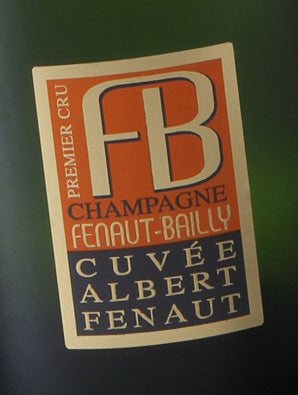 PREMIER CRU
FB
CHAMPAGNE
FENAUT-BAILLY
CUVÉE
ALBERT
FENAUT